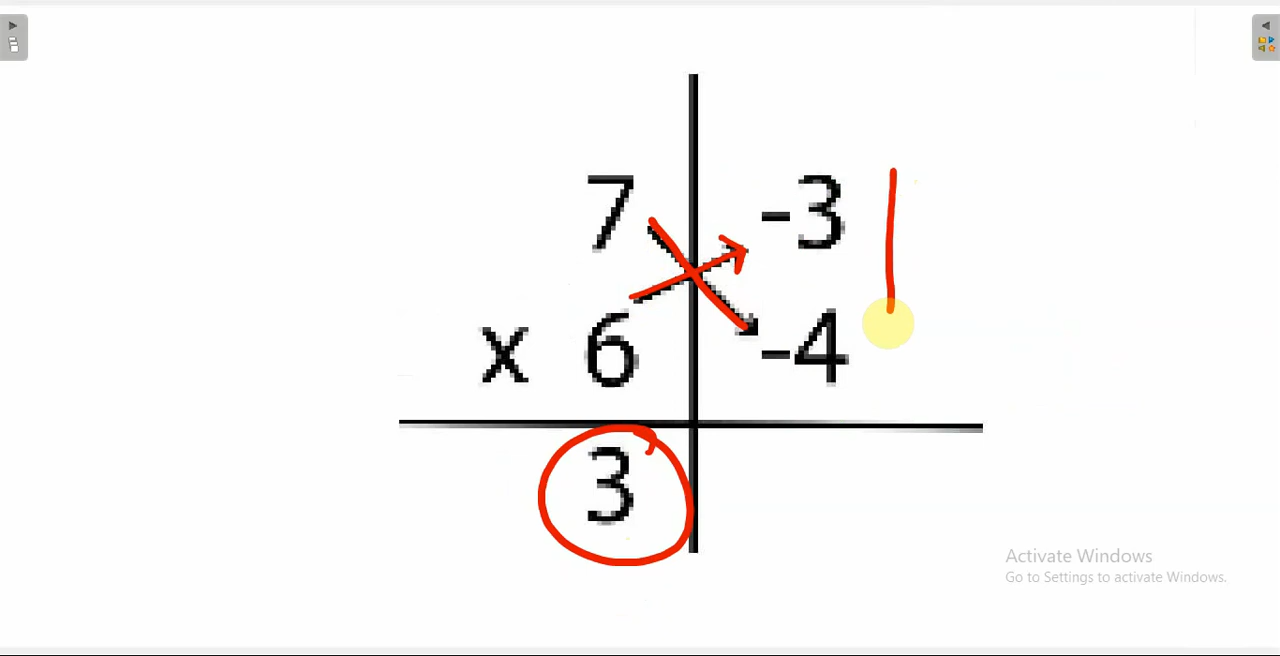 7 -3
x 6 -4
3
Activate Windows
Go to Settings to activate Windows.